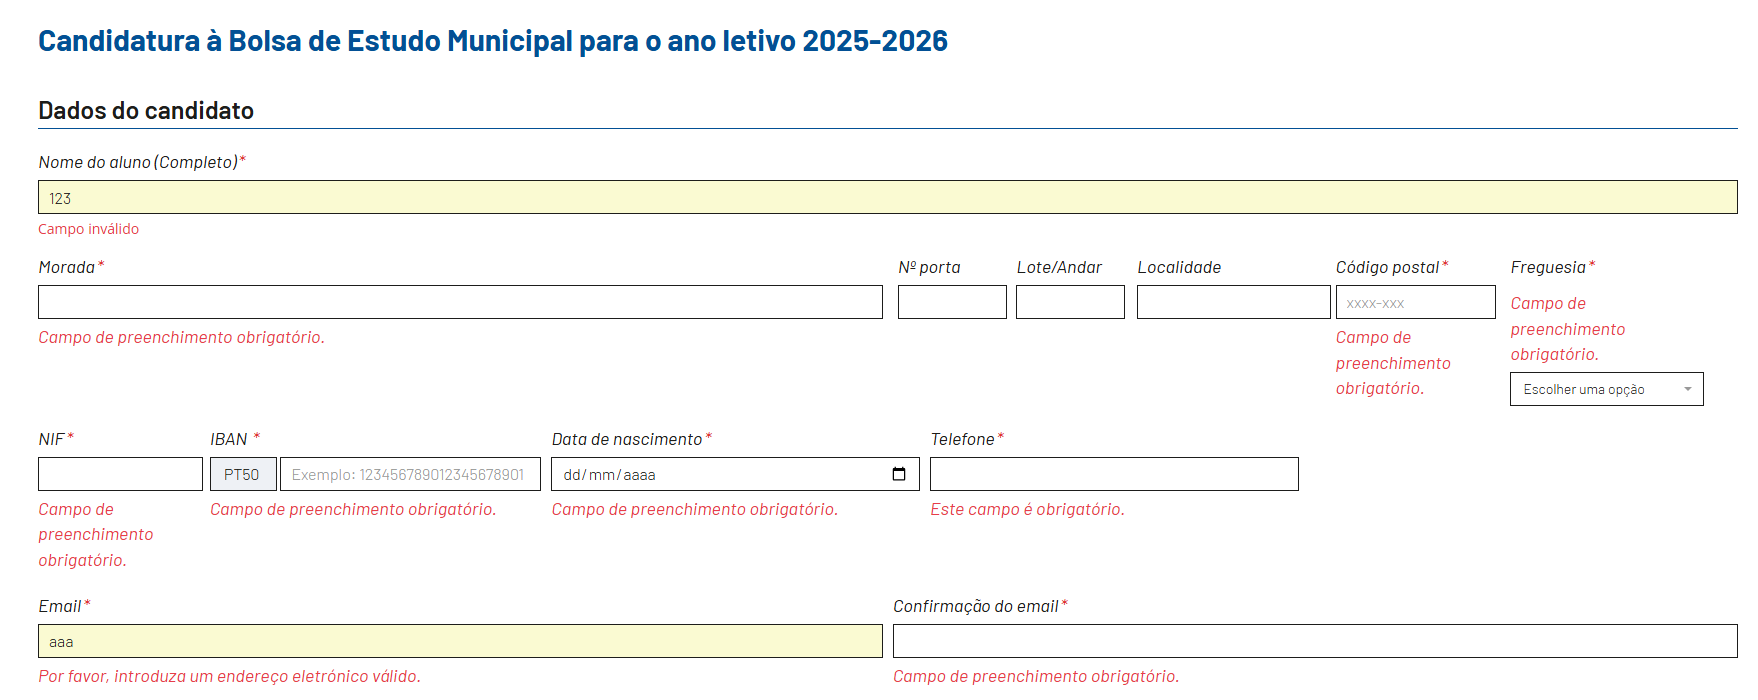 Candidatura à Bolsa de Estudo Municipal para o ano letivo 2025-2026
Dados do candidato
Nome do aluno (Completo)*
123
Campo inválido
Morada*
Campo de preenchimento obrigatório.
Nº porta
Lote/Andar
Localidade
Código postal*
xxxx-xxx
Campo de
preenchimento
obrigatório.
Freguesia*
Campo de
preenchimento
obrigatório.
Escolher uma opção
NIF*
Campo de
preenchimento
obrigatório.
IBAN *
PT50
Exemplo: 123456789012345678901
Campo de preenchimento obrigatório.
Data de nascimento*
dd/mm/aaaa
Campo de preenchimento obrigatório.
Telefone*
Este campo é obrigatório.
Email*
aaa
Por favor, introduza um endereço eletrónico válido.
Confirmação do email*
Campo de preenchimento obrigatório.